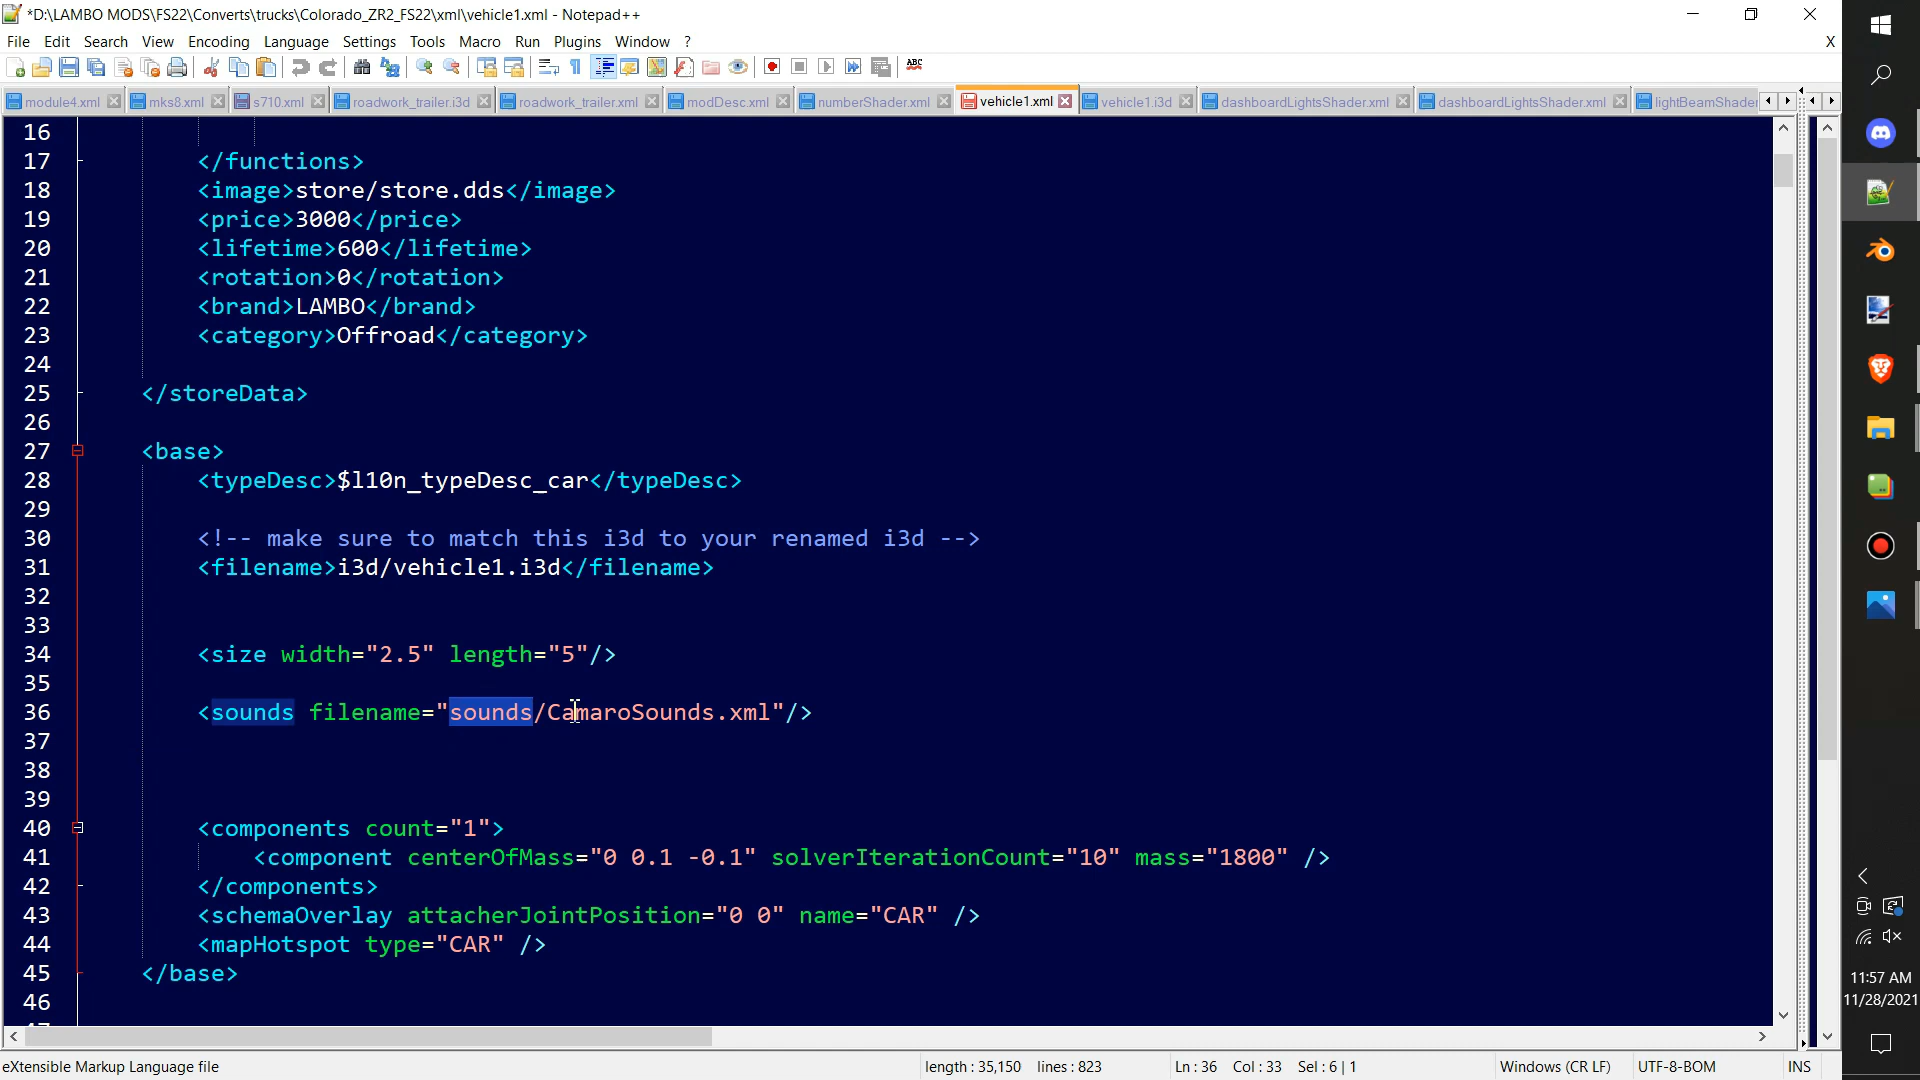 *D:\LAMBO MODS\FS22\Converts\trucks\Colorado_ZR2_FS22\xml\vehicle1.xml - Notepad++
File Edit Search View Encoding Language Settings Tools Macro Run Plugins Window ? X
module4.xml mks8.xml s710.xml roadwork_trailer.i3d roadwork_trailer.xml modDesc.xml numberShader.xml vehicle1.xml vehicle1.i3d dashboardLightsShader.xml dashboardLightsShader.xml lightBeamShader
16
17 </functions>
18 <image>store/store.dds</image>
19 <price>3000</price>
20 <lifetime>600</lifetime>
21 <rotation>0</rotation>
22 <brand>LAMBO</brand>
23 <category>Offroad</category>
24
25 </storeData>
26
27 <base>
28 <typeDesc>$l10n_typeDesc_car</typeDesc>
29
30 <!-- make sure to match this i3d to your renamed i3d -->
31 <filename>i3d/vehicle1.i3d</filename>
32
33
34 <size width="2.5" length="5"/>
35
36 <sounds filename="sounds/CamaroSounds.xml"/>
37
38
39
40 <components count="1">
41 <component centerOfMass="0 0.1 -0.1" solverIterationCount="10" mass="1800" />
42 </components>
43 <schemaOverlay attacherJointPosition="0 0" name="CAR" />
44 <mapHotspot type="CAR" />
45 </base>
46
eXtensible Markup Language file length : 35,150 lines : 823 Ln : 36 Col : 33 Sel : 6 | 1 Windows (CR LF) UTF-8-BOM INS
11:57 AM
11/28/2021